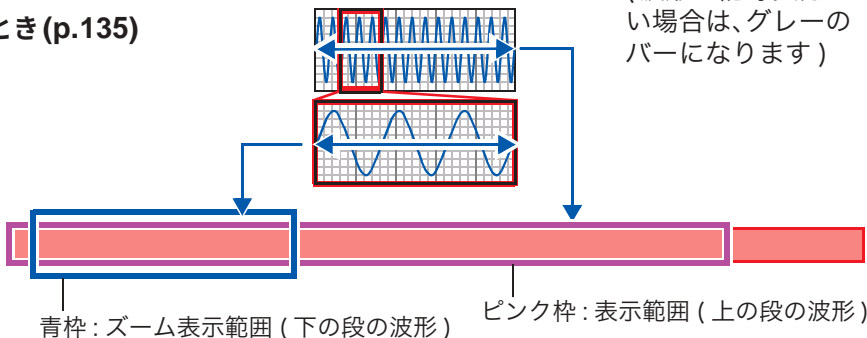 とき(p.135)
い場合は、グレーの
バーになります)
ピンク枠 : 表示範囲 ( 上の段の波形 )
青枠 : ズーム表示範囲 ( 下の段の波形 )